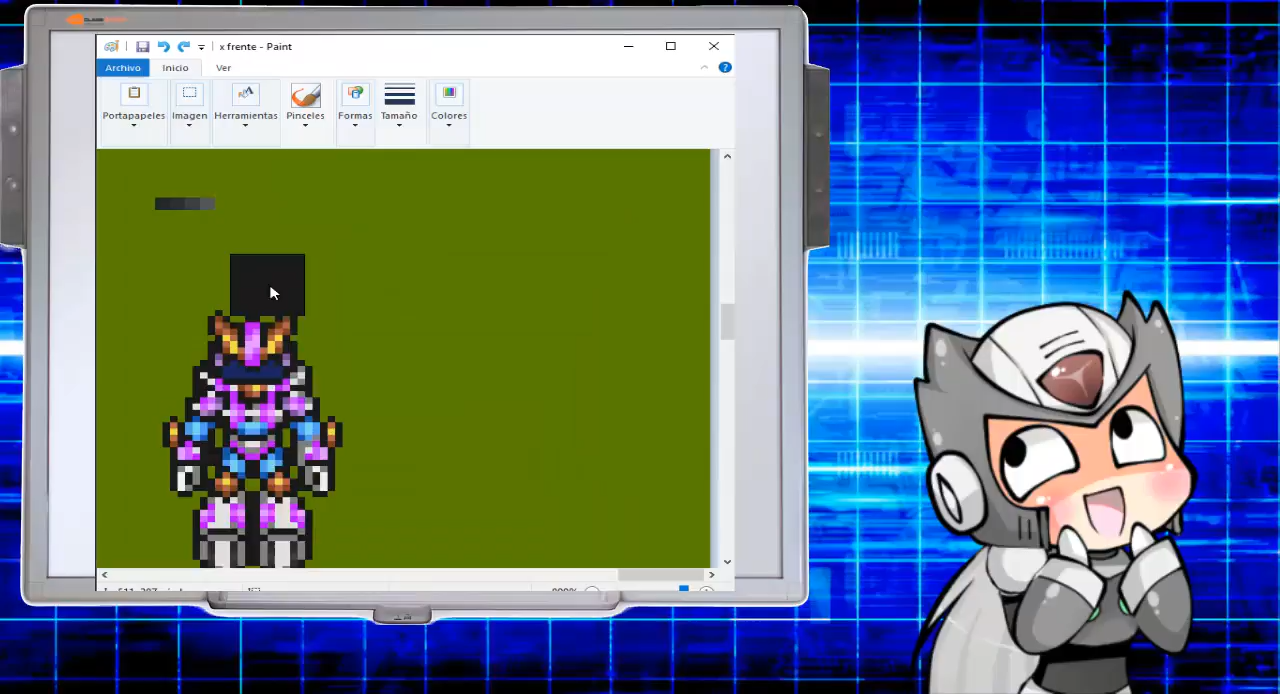 x frente - Paint
Archivo
Inicio
Ver
Portapapeles
Imagen
Herramientas
Pinceles
Formas
Tamaño
Colores